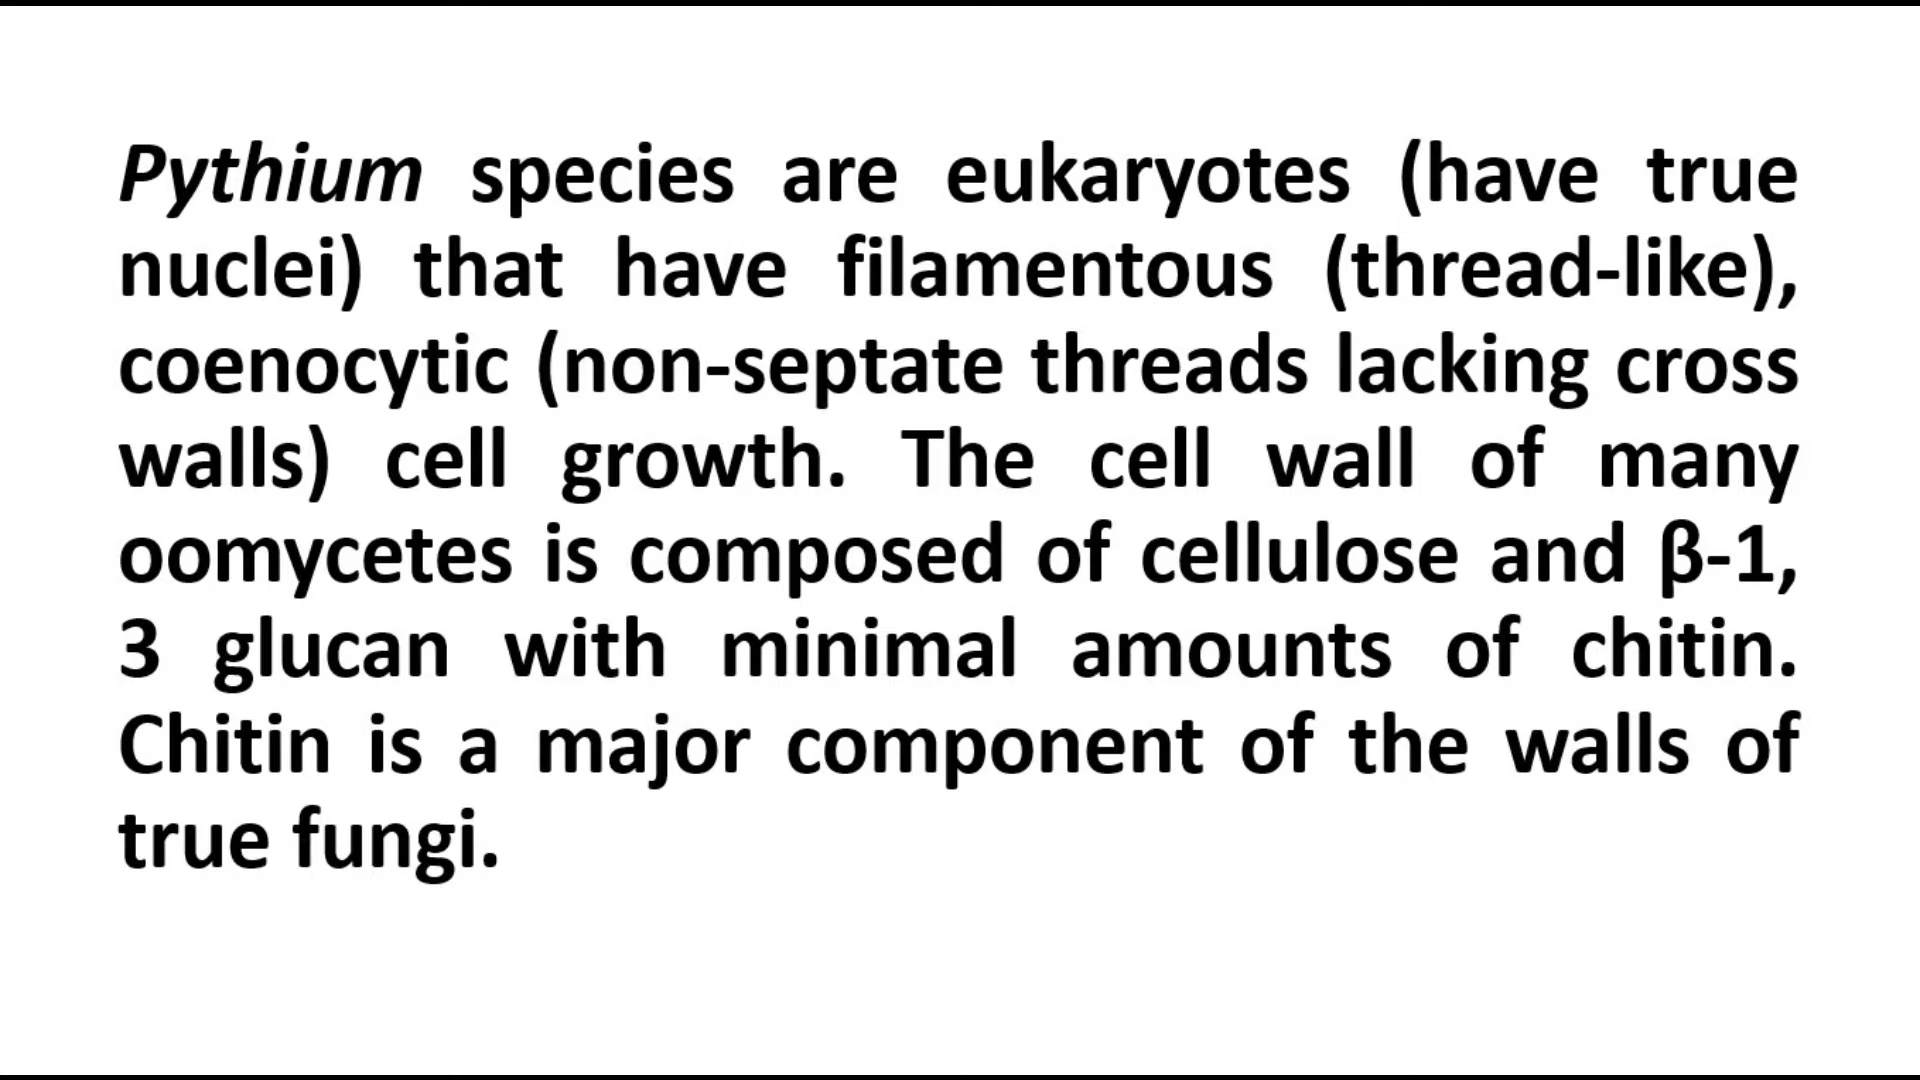 Pythium species are eukaryotes (have true
nuclei) that have filamentous (thread-like),
coenocytic (non-septate threads lacking cross
walls) cell growth. The cell wall of many
oomycetes is composed of cellulose and β-1,
3 glucan with minimal amounts of chitin.
Chitin is a major component of the walls of
true fungi.